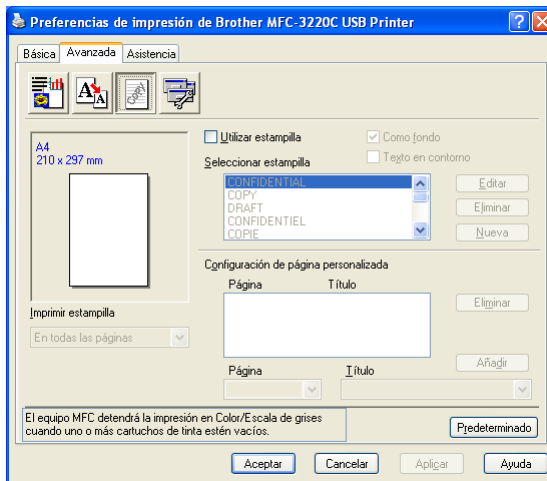 Preferencias de impresión de Brother MFC-3220C USB Printer
Básica Avanzada Asistencia
A4
210 x 297 mm
Utilizar estampilla
Como fondo
Texto en contorno
Seleccionar estampilla
CONFIDENTIAL
COPY
DRAFT
CONFIDENTIEL
COPIE
Editar
Eliminar
Nueva
Imprimir estampilla
En todas las páginas
Configuración de página personalizada
Página Título
Eliminar
Añadir
Página Título
El equipo MFC detendrá la impresión en Color/Escala de grises
cuando uno o más cartuchos de tinta estén vacíos.
Predeterminado
Aceptar Cancelar Aplicar Ayuda